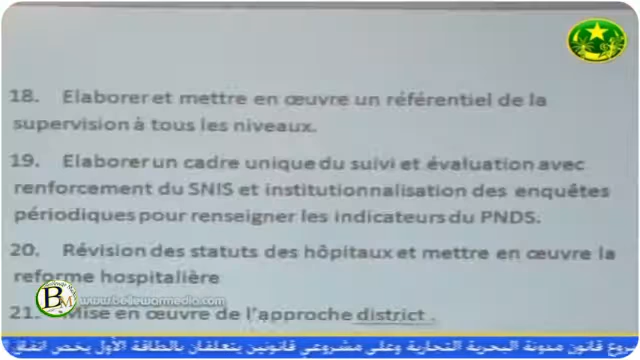 18. Elaborer et mettre en œuvre un référentiel de la
supervision à tous les niveaux.
19. Elaborer un cadre unique du suivi et évaluation avec
renforcement du SNIS et institutionnalisation des enquêtes
périodiques pour renseigner les indicateurs du PNDS.
20. Révision des statuts des hôpitaux et mettre en œuvre la
reforme hospitalière
BM www.bellewarmedia.com
21. Mise en œuvre de l'approche district .
قانون مدونة البحرية التجارية وعلى مشروعي قانونين يتعلقان بالطاقة الأول يخص اتفاق